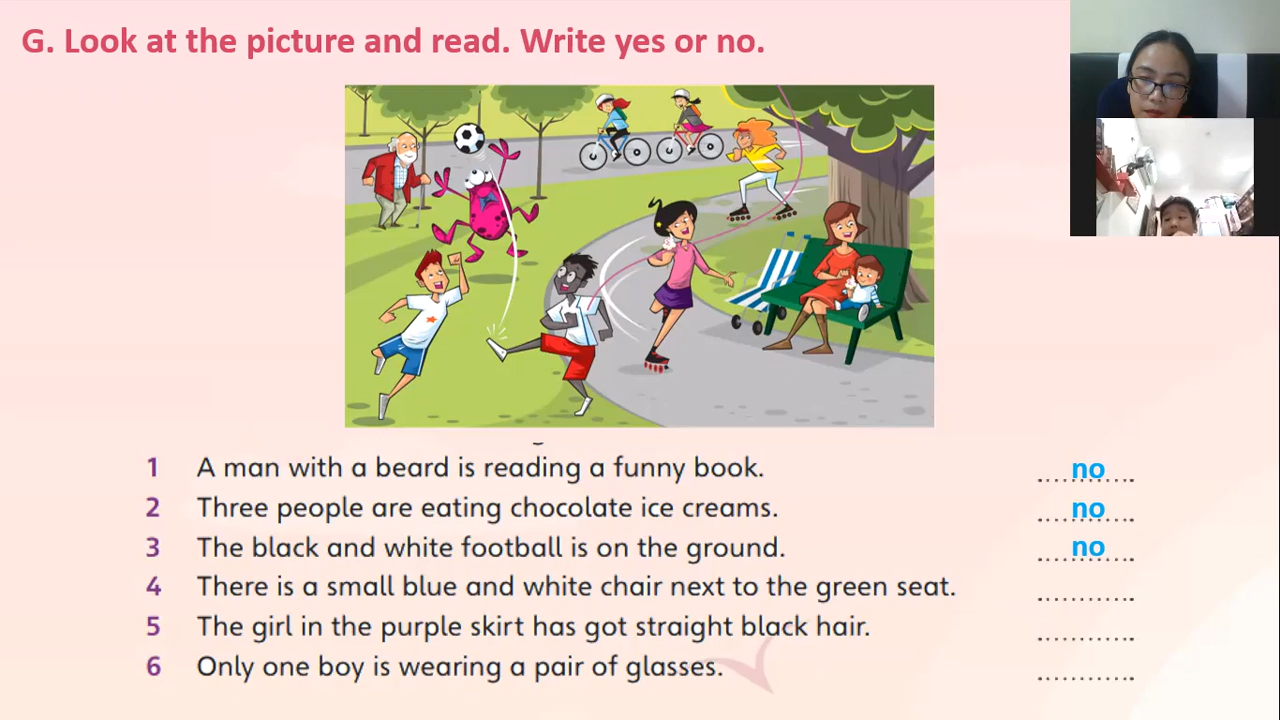 G. Look at the picture and read. Write yes or no.
1 A man with a beard is reading a funny book. no
2 Three people are eating chocolate ice creams. no
3 The black and white football is on the ground. no
4 There is a small blue and white chair next to the green seat. ...........
5 The girl in the purple skirt has got straight black hair. ...........
6 Only one boy is wearing a pair of glasses. ...........